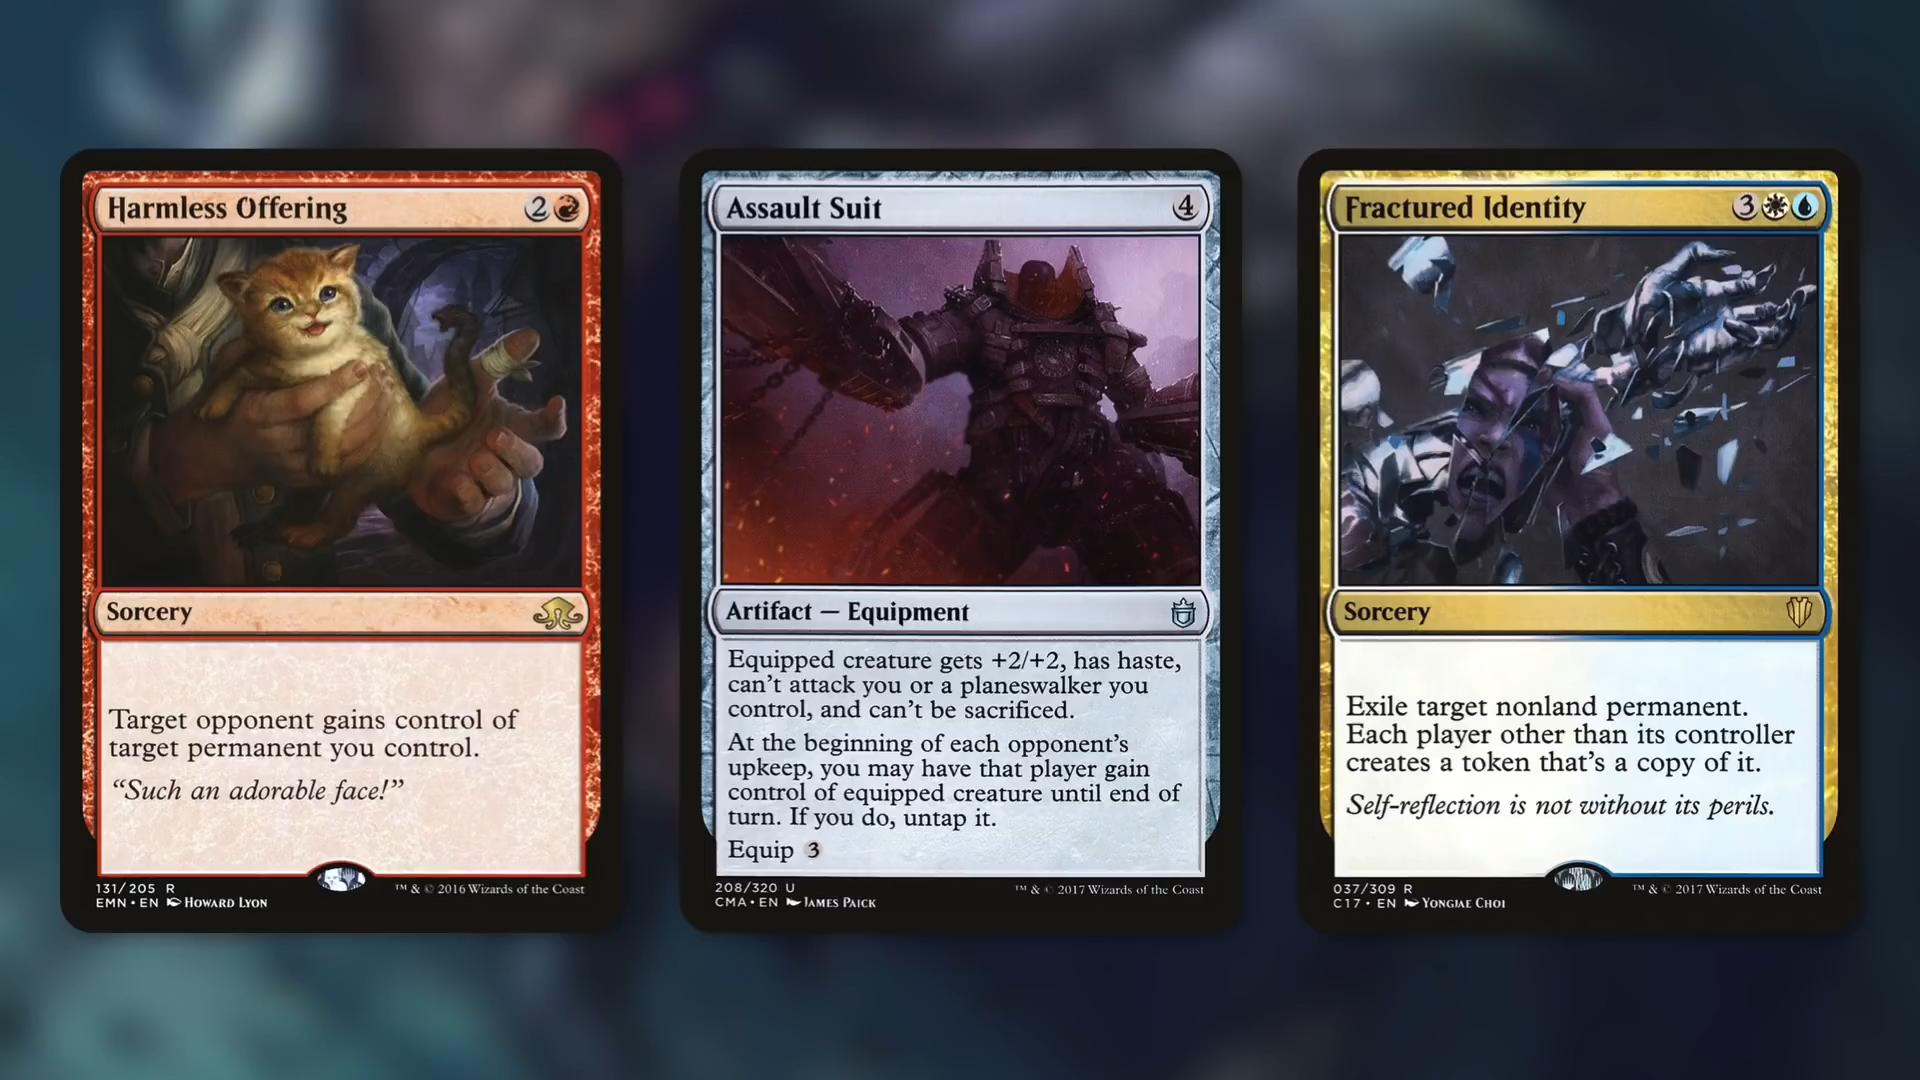 Harmless Offering 2
Sorcery
Target opponent gains control of
target permanent you control.
“Such an adorable face!”
131/205 R
EMN • EN Howard Lyon
™ & © 2016 Wizards of the Coast
Assault Suit 4
Artifact — Equipment
Equipped creature gets +2/+2, has haste,
can’t attack you or a planeswalker you
control, and can’t be sacrificed.
At the beginning of each opponent’s
upkeep, you may have that player gain
control of equipped creature until end of
turn. If you do, untap it.
Equip 3
208/320 U
CMA • EN James Paick
™ & © 2017 Wizards of the Coast
Fractured Identity 3
Sorcery
Exile target nonland permanent.
Each player other than its controller
creates a token that’s a copy of it.
Self-reflection is not without its perils.
037/309 R
C17 • EN Yongjae Choi
™ & © 2017 Wizards of the Coast